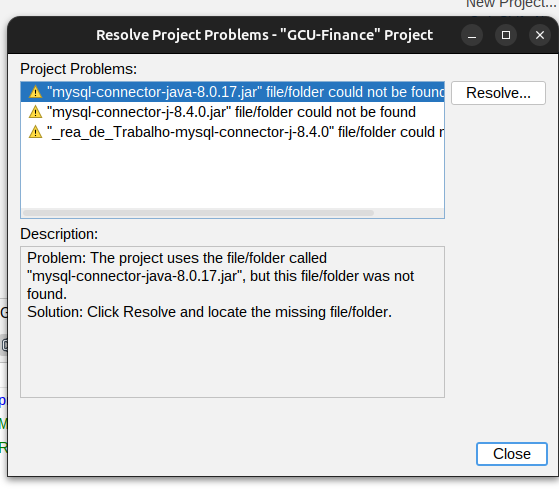 New Project...
Resolve Project Problems - "GCU-Finance" Project
Project Problems:
"mysql-connector-java-8.0.17.jar" file/folder could not be found
Resolve...
"mysql-connector-j-8.4.0.jar" file/folder could not be found
"_rea_de_Trabalho-mysql-connector-j-8.4.0" file/folder could
Description:
Problem: The project uses the file/folder called
"mysql-connector-java-8.0.17.jar", but this file/folder was not
found.
Solution: Click Resolve and locate the missing file/folder.
Close